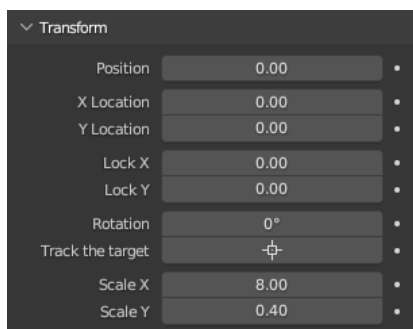 Transform
Position 0.00
X Location 0.00
Y Location 0.00
Lock X 0.00
Lock Y 0.00
Rotation 0°
Track the target
Scale X 8.00
Scale Y 0.40